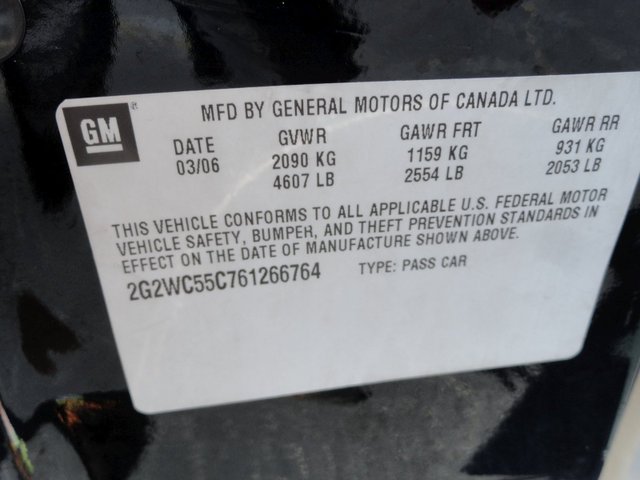 GM
MFD BY GENERAL MOTORS OF CANADA LTD.
DATE GVWR GAWR FRT GAWR RR
03/06 2090 KG 1159 KG 931 KG
4607 LB 2554 LB 2053 LB
THIS VEHICLE CONFORMS TO ALL APPLICABLE U.S. FEDERAL MOTOR
VEHICLE SAFETY, BUMPER, AND THEFT PREVENTION STANDARDS IN
EFFECT ON THE DATE OF MANUFACTURE SHOWN ABOVE.
2G2WC55C761266764 TYPE: PASS CAR